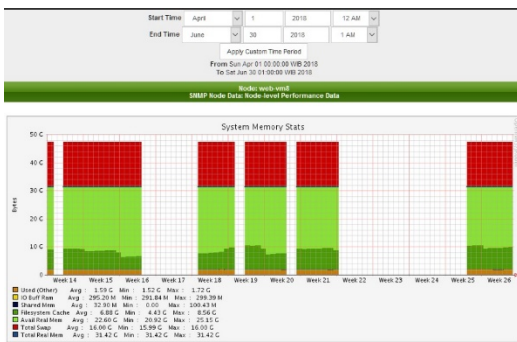 Start Time April 1 2018 12 AM
End Time June 30 2018 1 AM
Apply Custom Time Period
From Sun Apr 01 00:00:00 WIB 2018
To Sat Jun 30 01:00:00 WIB 2018
Node: web-vm8
SNMP Node Data: Node-level Performance Data
System Memory Stats
50 G
40 G
30 G
20 G
10 G
0
Bytes
Week 14 Week 15 Week 16 Week 17 Week 18 Week 19 Week 20 Week 21 Week 22 Week 23 Week 24 Week 25 Week 26
Used (Other) Avg : 1.59 G Min : 1.52 G Max : 1.72 G
IO Buff Ram Avg : 295.20 M Min : 291.84 M Max : 299.39 M
Shared Mem Avg : 32.90 M Min : 0.00 Max : 100.43 M
Filesystem Cache Avg : 6.88 G Min : 4.43 G Max : 8.56 G
Avail Real Mem Avg : 22.60 G Min : 20.92 G Max : 25.15 G
Total Swap Avg : 16.00 G Min : 15.99 G Max : 16.00 G
Total Real Mem Avg : 31.42 G Min : 31.42 G Max : 31.42 G